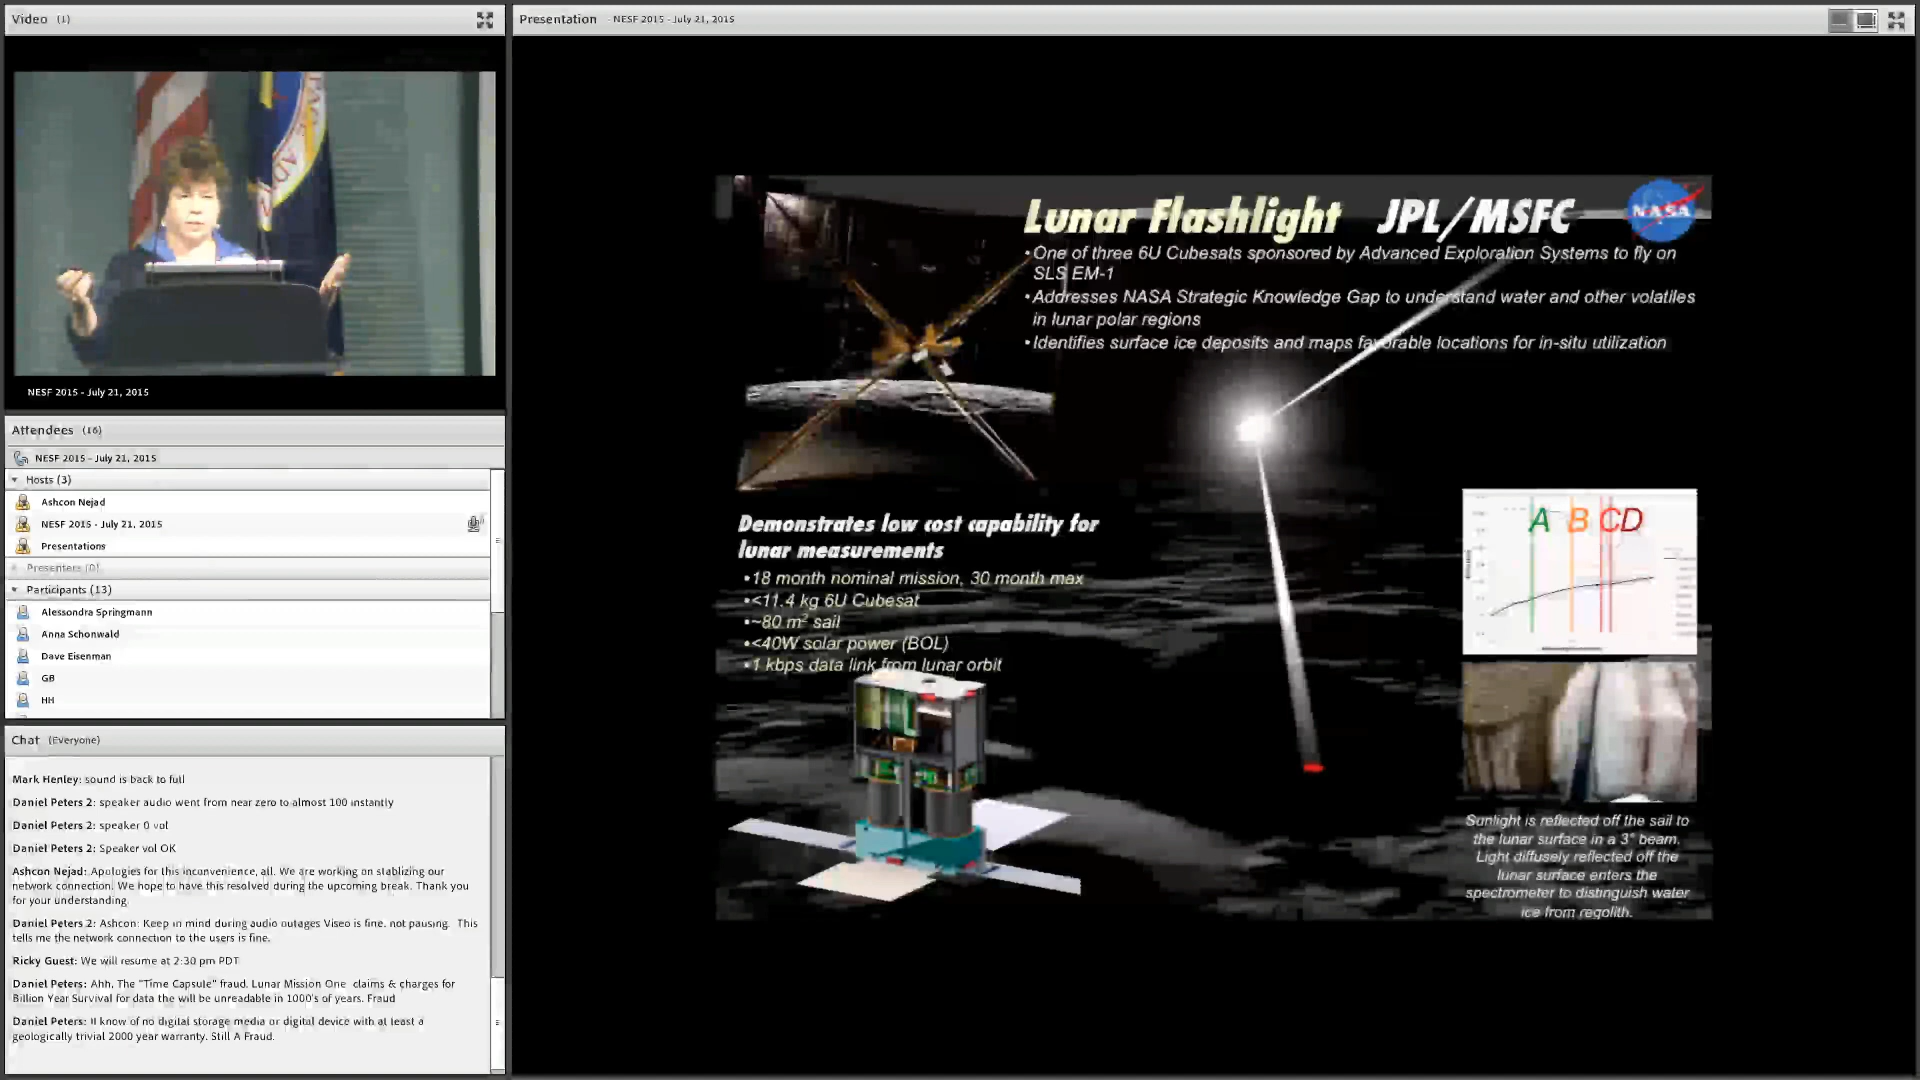 Video (1)
NESF 2015 - July 21, 2015
Attendees (16)
NESF 2015 - July 21, 2015
Hosts (3)
Ashcon Nejad
NESF 2015 - July 21, 2015
Presentations
Presenters (0)
Participants (13)
Alessondra Springmann
Anna Schonwald
Dave Eisenman
GB
HH
Chat (Everyone)
Mark Henley: sound is back to full
Daniel Peters 2: speaker audio went from near zero to almost 100 instantly
Daniel Peters 2: speaker 0 vol
Daniel Peters 2: Speaker vol OK
Ashcon Nejad: Apologies for this inconvenience, all. We are working on stablizing our
network connection. We hope to have this resolved during the upcoming break. Thank you
for your understanding.
Daniel Peters 2: Ashcon: Keep in mind during audio outages Viseo is fine. not pausing. This
tells me the network connection to the users is fine.
Ricky Guest: We will resume at 2:30 pm PDT
Daniel Peters: Ahh, The "Time Capsule" fraud. Lunar Mission One claims & charges for
Billion Year Survival for data the will be unreadable in 1000's of years. Fraud
Daniel Peters: I know of no digital storage media or digital device with at least a
geologically trivial 2000 year warranty. Still A Fraud.
Presentation - NESF 2015 - July 21, 2015
Lunar Flashlight JPL/MSFC
NASA
•One of three 6U Cubesats sponsored by Advanced Exploration Systems to fly on
SLS EM-1
•Addresses NASA Strategic Knowledge Gap to understand water and other volatiles
in lunar polar regions
•Identifies surface ice deposits and maps favorable locations for in-situ utilization
Demonstrates low cost capability for
lunar measurements
•18 month nominal mission, 30 month max
•<11.4 kg 6U Cubesat
•~80 m² sail
•<40W solar power (BOL)
•1 kbps data link from lunar orbit
A B C D
Sunlight is reflected off the sail to
the lunar surface in a 3° beam.
Light diffusely reflected off the
lunar surface enters the
spectrometer to distinguish water
ice from regolith.